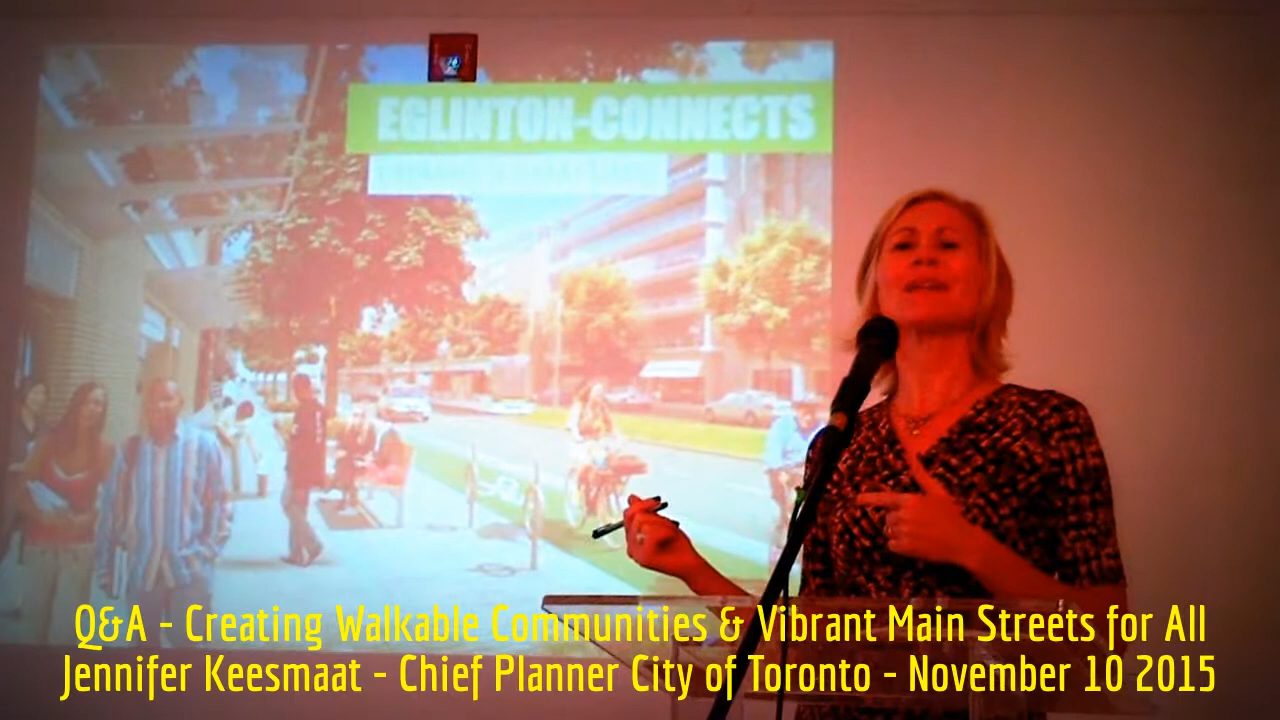 EGLINTON-CONNECTS
Q&A - Creating Walkable Communities & Vibrant Main Streets for All
Jennifer Keesmaat - Chief Planner City of Toronto - November 10 2015